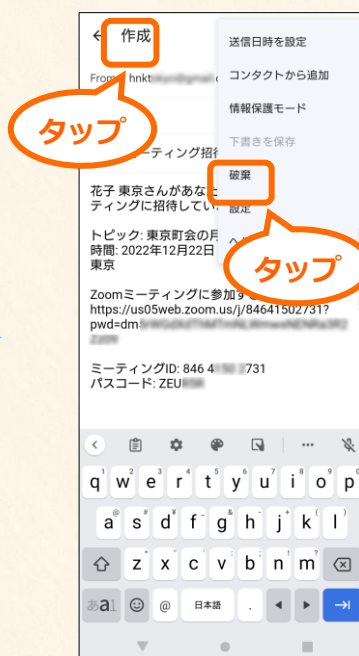 作成
送信日時を設定
From hnkt
コンタクトから追加
情報保護モード
タップ
下書きを保存
ミーティング招待
破棄
花子 東京さんがあなた
ティングに招待してい
設定
トピック: 東京町会の月
時間: 2022年12月22日
東京
タップ
Zoomミーティングに参加する
https://us05web.zoom.us/j/84641502731?
pwd=dm
ミーティングID: 846 4 731
パスコード: ZEU
q w e r t y u i o p
a s d f g h j k l
z x c v b n m
あa1 @ 日本語 .